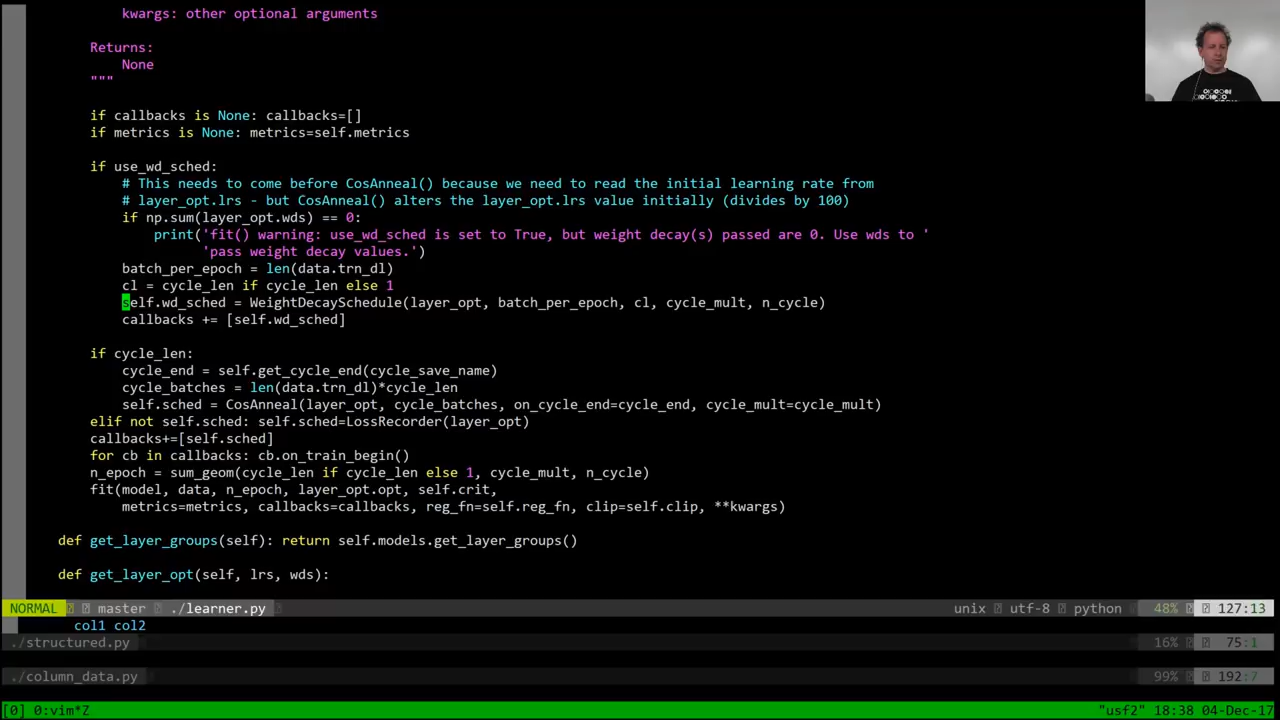 kwargs: other optional arguments
Returns:
None
"""
if callbacks is None: callbacks=[]
if metrics is None: metrics=self.metrics
if use_wd_sched:
# This needs to come before CosAnneal() because we need to read the initial learning rate from
# layer_opt.lrs - but CosAnneal() alters the layer_opt.lrs value initially (divides by 100)
if np.sum(layer_opt.wds) == 0:
print('fit() warning: use_wd_sched is set to True, but weight decay(s) passed are 0. Use wds to '
'pass weight decay values.')
batch_per_epoch = len(data.trn_dl)
cl = cycle_len if cycle_len else 1
self.wd_sched = WeightDecaySchedule(layer_opt, batch_per_epoch, cl, cycle_mult, n_cycle)
callbacks += [self.wd_sched]
if cycle_len:
cycle_end = self.get_cycle_end(cycle_save_name)
cycle_batches = len(data.trn_dl)*cycle_len
self.sched = CosAnneal(layer_opt, cycle_batches, on_cycle_end=cycle_end, cycle_mult=cycle_mult)
elif not self.sched: self.sched=LossRecorder(layer_opt)
callbacks+=[self.sched]
for cb in callbacks: cb.on_train_begin()
n_epoch = sum_geom(cycle_len if cycle_len else 1, cycle_mult, n_cycle)
fit(model, data, n_epoch, layer_opt.opt, self.crit,
metrics=metrics, callbacks=callbacks, reg_fn=self.reg_fn, clip=self.clip, **kwargs)
def get_layer_groups(self): return self.models.get_layer_groups()
def get_layer_opt(self, lrs, wds):
NORMAL master ./learner.py unix utf-8 python 48% 127:13
col1 col2
./structured.py 16% 75:1
./column_data.py 99% 192:7
[0] 0:vim*Z "usf2" 18:38 04-Dec-17